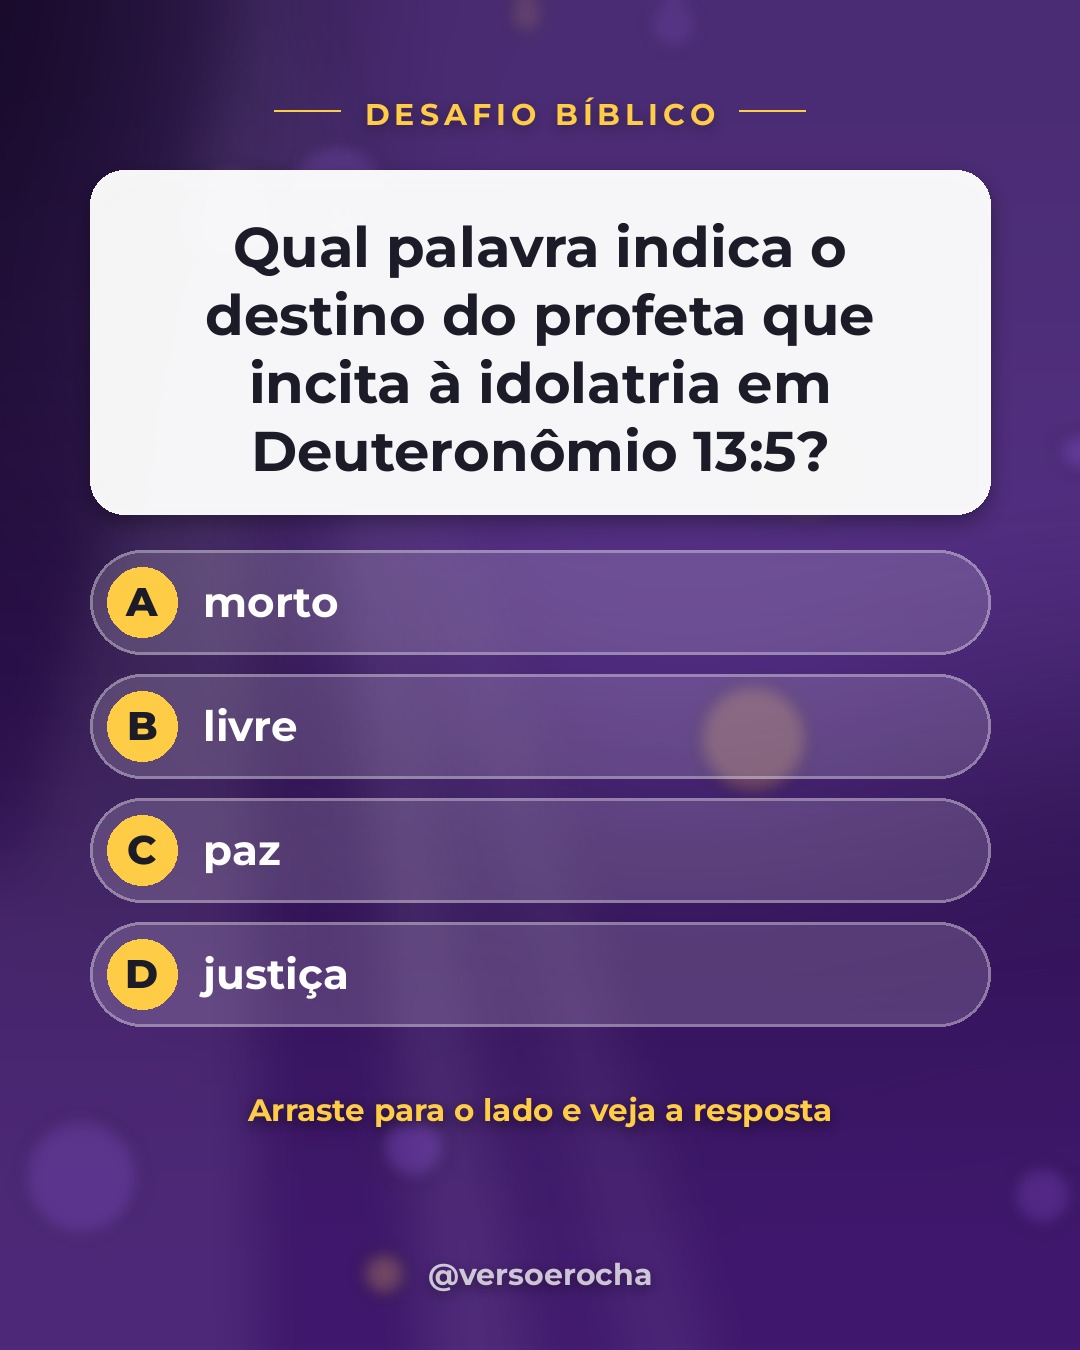 DESAFIO BÍBLICO
Qual palavra indica o
destino do profeta que
incita à idolatria em
Deuteronômio 13:5?
A morto
B livre
C paz
D justiça
Arraste para o lado e veja a resposta
@versoerocha